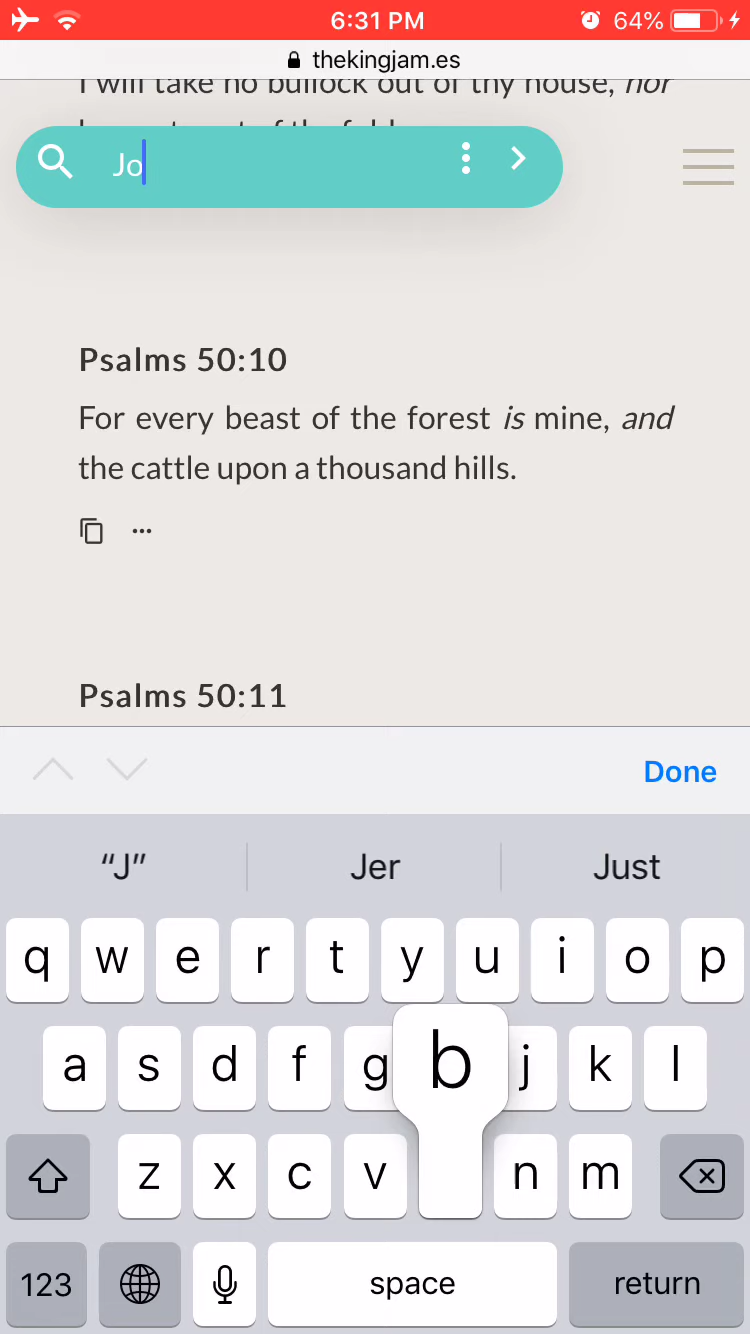 6:31 PM
64%
thekingjam.es
I will take no bullock out of thy house, nor
Jo
Psalms 50:10
For every beast of the forest is mine, and
the cattle upon a thousand hills.
Psalms 50:11
Done
“J” Jer Just
q w e r t y u i o p
a s d f g b j k l
z x c v n m
123 space return